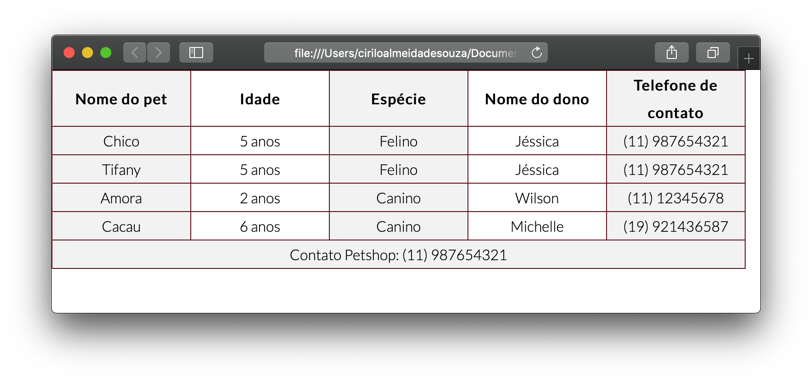 file:///Users/ciriloalmeidadesouza/Documen
Nome do pet Idade Espécie Nome do dono Telefone de contato
Chico 5 anos Felino Jéssica (11) 987654321
Tifany 5 anos Felino Jéssica (11) 987654321
Amora 2 anos Canino Wilson (11) 12345678
Cacau 6 anos Canino Michelle (19) 921436587
Contato Petshop: (11) 987654321